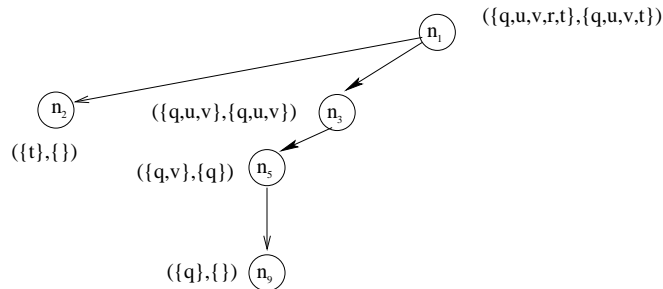 n₁ ({q,u,v,r,t},{q,u,v,t})
n₂ ({q,u,v},{q,u,v}) n₃
({t},{})
({q,v},{q}) n₅
({q},{}) n₉